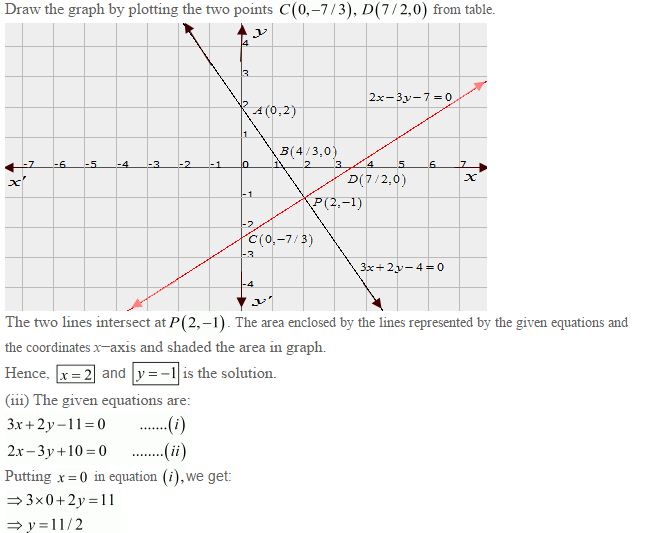 Draw the graph by plotting the two points C(0,−7/3), D(7/2,0) from table.
y
4
3
2x−3y−7=0
2
A(0,2)
1
B(4/3,0)
-7 -6 -5 -4 -3 -2 -1 0 1 2 3 4 5 6 7
x'
D(7/2,0)
x
-1
P(2,−1)
-2
C(0,−7/3)
-3
3x+2y−4=0
-4
y'
The two lines intersect at P(2,−1). The area enclosed by the lines represented by the given equations and
the coordinates x−axis and shaded the area in graph.
Hence, x=2 and y=−1 is the solution.
(iii) The given equations are:
3x+2y−11=0 .......(i)
2x−3y+10=0 ........(ii)
Putting x=0 in equation (i), we get:
⇒3×0+2y=11
⇒y=11/2